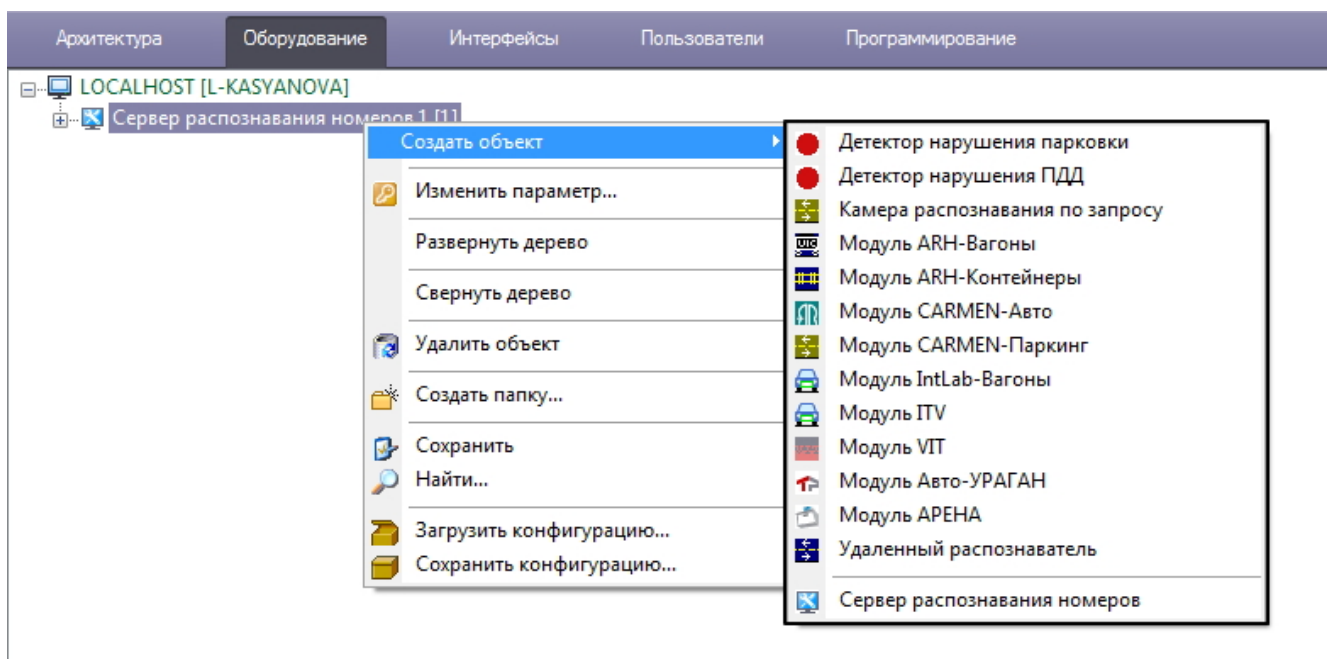 Архитектура Оборудование Интерфейсы Пользователи Программирование
LOCALHOST [L-KASYANOVA]
Сервер распознавания номеров 1 [1]
Создать объект
Изменить параметр...
Развернуть дерево
Свернуть дерево
Удалить объект
Создать папку...
Сохранить
Найти...
Загрузить конфигурацию...
Сохранить конфигурацию...
Детектор нарушения парковки
Детектор нарушения ПДД
Камера распознавания по запросу
Модуль ARH-Вагоны
Модуль ARH-Контейнеры
Модуль CARMEN-Авто
Модуль CARMEN-Паркинг
Модуль IntLab-Вагоны
Модуль ITV
Модуль VIT
Модуль Авто-УРАГАН
Модуль АРЕНА
Удаленный распознаватель
Сервер распознавания номеров